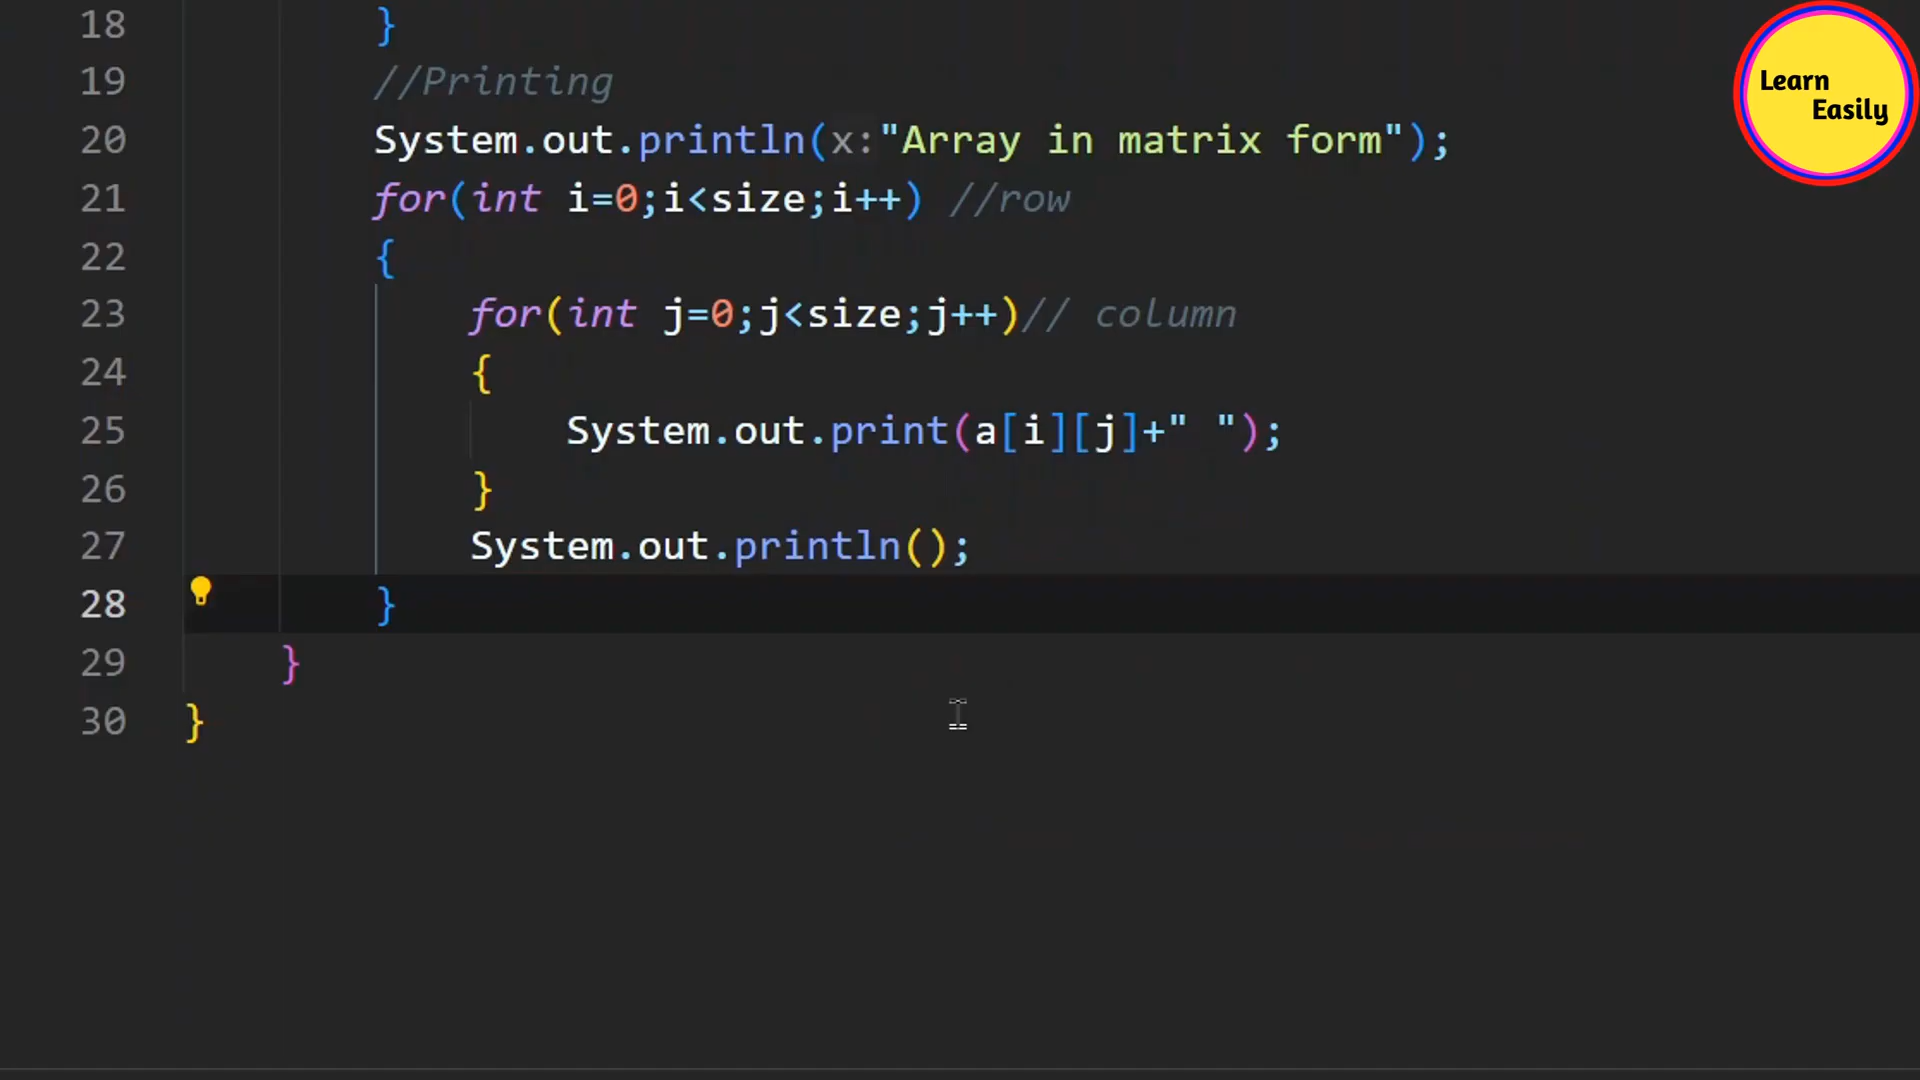 18 }
19 //Printing
20 System.out.println(x:"Array in matrix form");
21 for(int i=0;i<size;i++) //row
22 {
23 for(int j=0;j<size;j++)// column
24 {
25 System.out.print(a[i][j]+" ");
26 }
27 System.out.println();
28 }
29 }
30 }
Learn
Easily